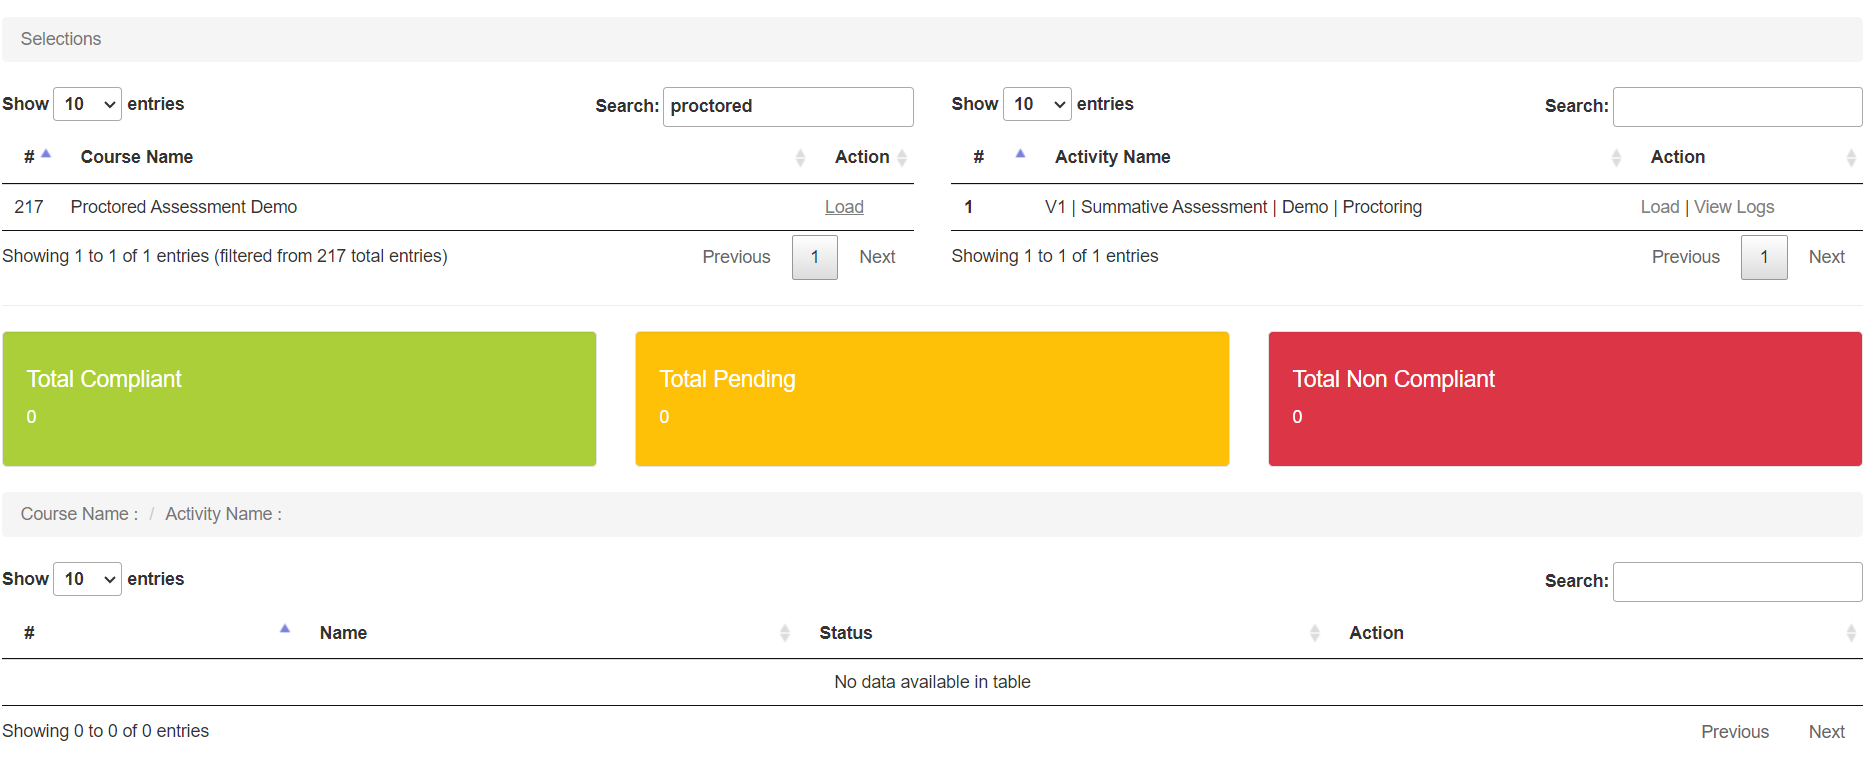 Selections
Show 10 entries
Search: proctored
# Course Name Action
217 Proctored Assessment Demo Load
Showing 1 to 1 of 1 entries (filtered from 217 total entries)
Previous 1 Next
Show 10 entries
Search:
# Activity Name Action
1 V1 | Summative Assessment | Demo | Proctoring Load | View Logs
Showing 1 to 1 of 1 entries
Previous 1 Next
Total Compliant
0
Total Pending
0
Total Non Compliant
0
Course Name : / Activity Name :
Show 10 entries
Search:
# Name Status Action
No data available in table
Showing 0 to 0 of 0 entries
Previous Next